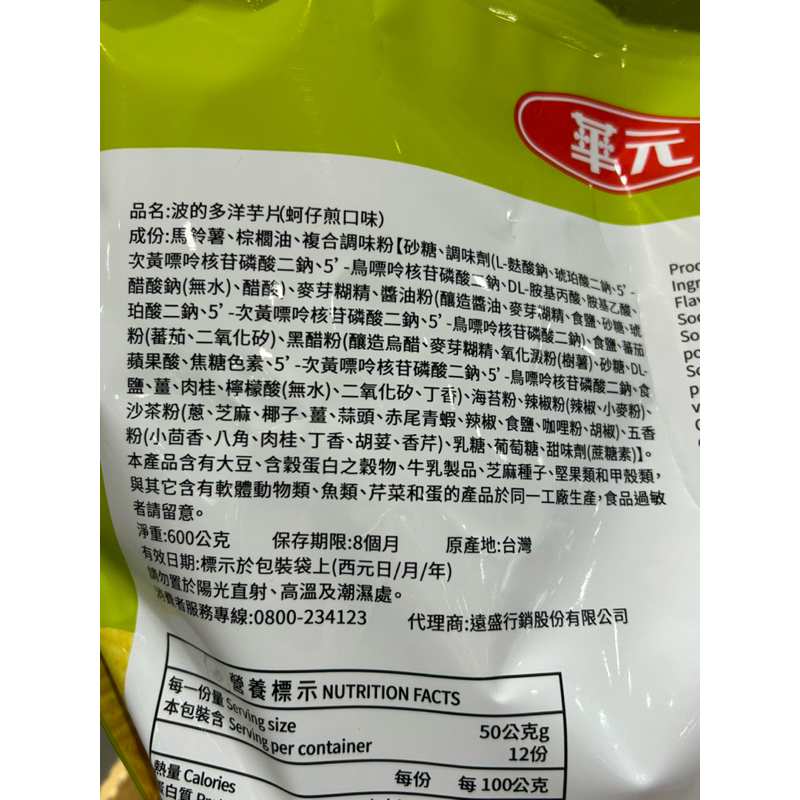 華元
品名:波的多洋芋片(蚵仔煎口味)
成份:馬鈴薯、棕櫚油、複合調味粉【砂糖、調味劑(L-麩酸鈉、琥珀酸二鈉、5’-
次黃嘌呤核苷磷酸二鈉、5’-鳥嘌呤核苷磷酸二鈉、DL-胺基丙酸、胺基乙酸、
醋酸鈉(無水)、醋酸)、麥芽糊精、醬油粉(釀造醬油、麥芽糊精、食鹽、砂糖、琥
珀酸二鈉、5’-次黃嘌呤核苷磷酸二鈉、5’-鳥嘌呤核苷磷酸二鈉)、食鹽、蕃茄
粉(蕃茄、二氧化矽)、黑醋粉(釀造烏醋、麥芽糊精、氧化澱粉(樹薯)、砂糖、DL-
蘋果酸、焦糖色素、5’-次黃嘌呤核苷磷酸二鈉、5’-鳥嘌呤核苷磷酸二鈉、食
鹽、薑、肉桂、檸檬酸(無水)、二氧化矽、丁香)、海苔粉、辣椒粉(辣椒、小麥粉)、
沙茶粉(蔥、芝麻、椰子、薑、蒜頭、赤尾青蝦、辣椒、食鹽、咖哩粉、胡椒)、五香
粉(小茴香、八角、肉桂、丁香、胡荽、香芹)、乳糖、葡萄糖、甜味劑(蔗糖素)】。
本產品含有大豆、含穀蛋白之穀物、牛乳製品、芝麻種子、堅果類和甲殼類,
與其它含有軟體動物類、魚類、芹菜和蛋的產品於同一工廠生產,食品過敏
者請留意。
淨重:600公克 保存期限:8個月 原產地:台灣
有效日期:標示於包裝袋上(西元日/月/年)
請勿置於陽光直射、高溫及潮濕處。
消費者服務專線:0800-234123 代理商:遠盛行銷股份有限公司
營養標示 NUTRITION FACTS
每一份量 Serving size 50公克g
本包裝含 Serving per container 12份
每份 每 100公克
熱量 Calories
蛋白質